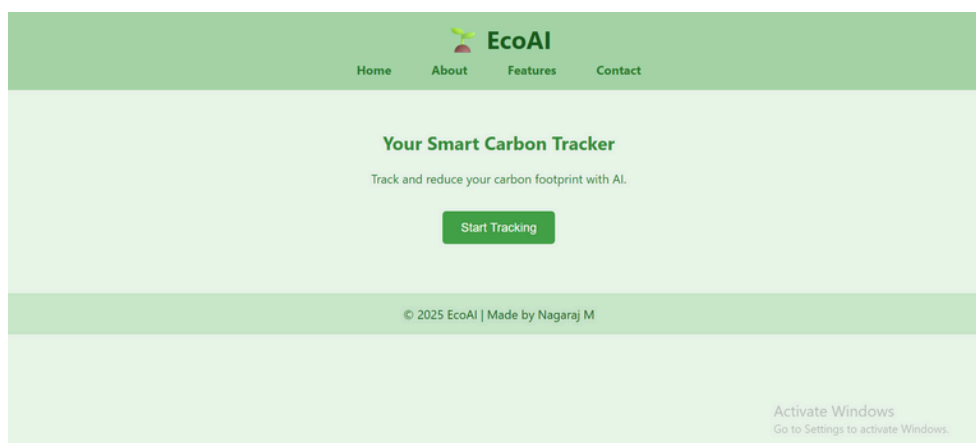 EcoAI
Home About Features Contact
Your Smart Carbon Tracker
Track and reduce your carbon footprint with AI.
Start Tracking
© 2025 EcoAI | Made by Nagaraj M
Activate Windows
Go to Settings to activate Windows.